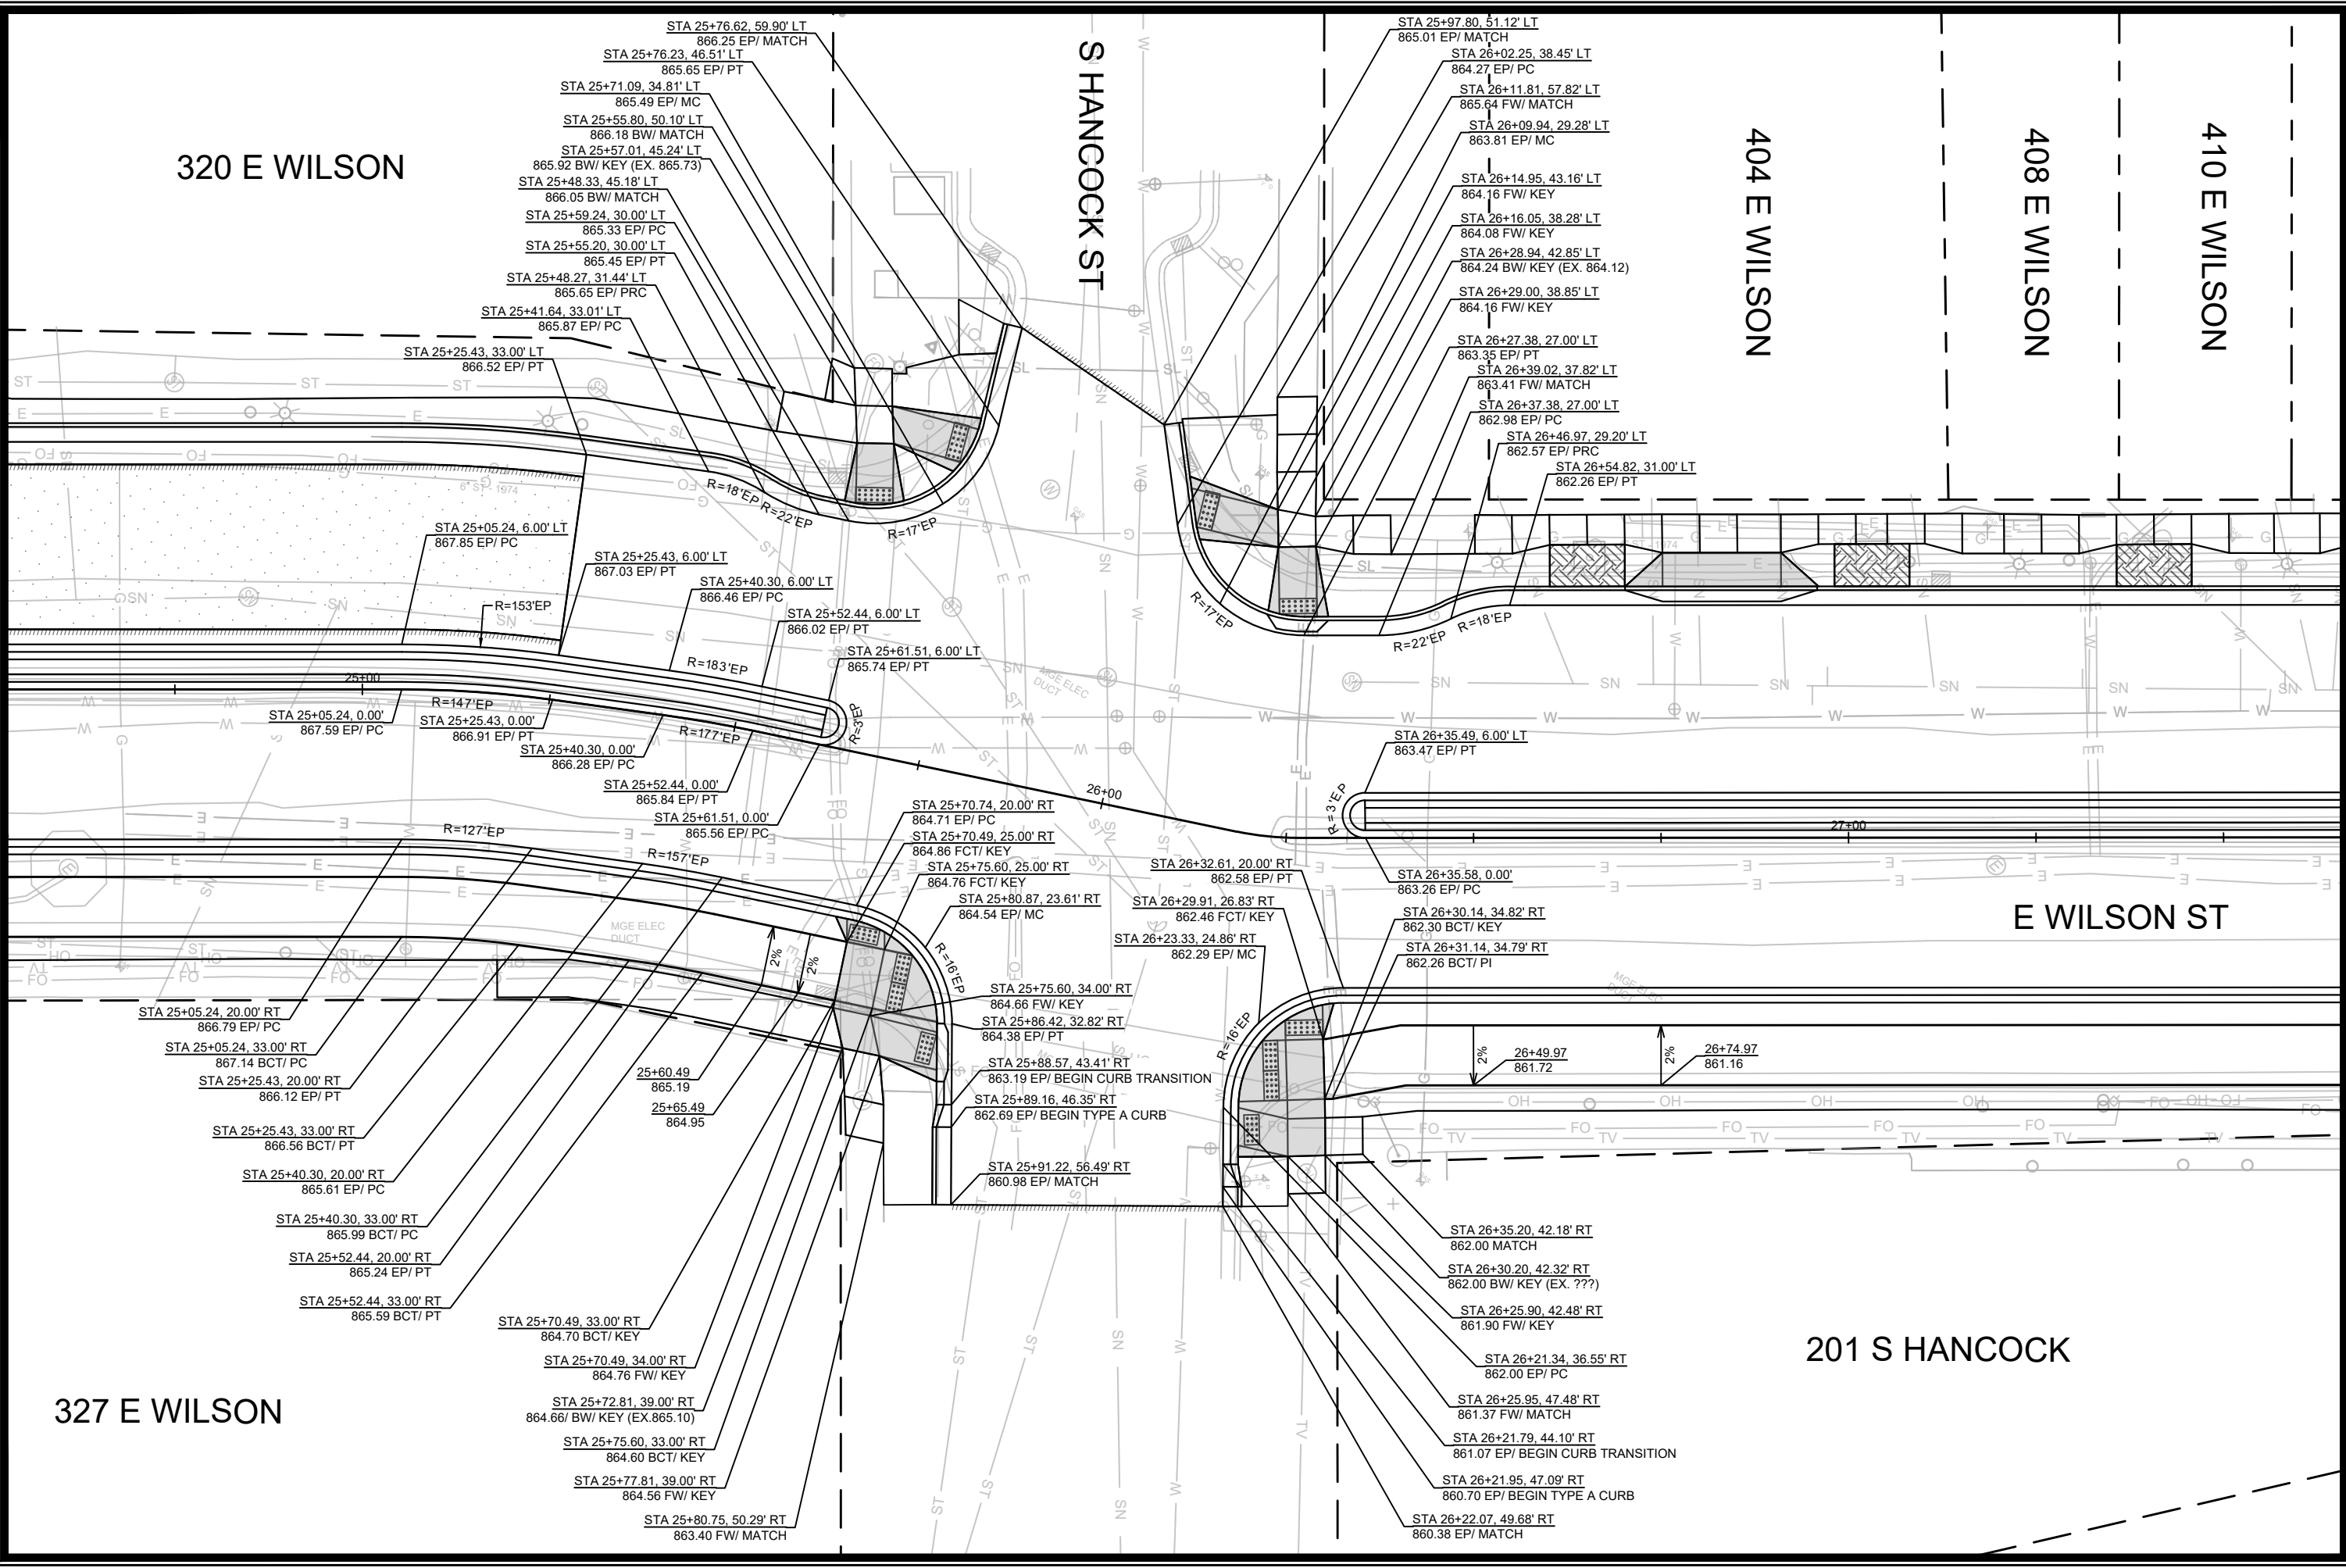 STA 25+76.62, 59.90' LT
866.25 EP/ MATCH
STA 25+76.23, 46.51' LT
865.65 EP/ PT
STA 25+71.09, 34.81' LT
865.49 EP/ MC
STA 25+55.80, 50.10' LT
866.18 BW/ MATCH
STA 25+57.01, 45.24' LT
865.92 BW/ KEY (EX. 865.73)
STA 25+48.33, 45.18' LT
866.05 BW/ MATCH
STA 25+59.24, 30.00' LT
865.33 EP/ PC
STA 25+55.20, 30.00' LT
865.45 EP/ PT
STA 25+48.27, 31.44' LT
865.65 EP/ PRC
STA 25+41.64, 33.01' LT
865.87 EP/ PC
STA 25+25.43, 33.00' LT
866.52 EP/ PT
320 E WILSON
S HANCOCK ST
STA 25+97.80, 51.12' LT
865.01 EP/ MATCH
STA 26+02.25, 38.45' LT
864.27 EP/ PC
STA 26+11.81, 57.82' LT
865.64 FW/ MATCH
STA 26+09.94, 29.28' LT
863.81 EP/ MC
STA 26+14.95, 43.16' LT
864.16 FW/ KEY
STA 26+16.05, 38.28' LT
864.08 FW/ KEY
STA 26+28.94, 42.85' LT
864.24 BW/ KEY (EX. 864.12)
STA 26+29.00, 38.85' LT
864.16 FW/ KEY
STA 26+27.38, 27.00' LT
863.35 EP/ PT
STA 26+39.02, 37.82' LT
863.41 FW/ MATCH
STA 26+37.38, 27.00' LT
862.98 EP/ PC
STA 26+46.97, 29.20' LT
862.57 EP/ PRC
STA 26+54.82, 31.00' LT
862.26 EP/ PT
404 E WILSON
408 E WILSON
410 E WILSON
R=18'EP
R=22'EP
R=17'EP
R=17'EP
R=22'EP
R=18'EP
6" ST - 1974
STA 25+05.24, 6.00' LT
867.85 EP/ PC
STA 25+25.43, 6.00' LT
867.03 EP/ PT
STA 25+40.30, 6.00' LT
866.46 EP/ PC
R=153'EP
STA 25+52.44, 6.00' LT
866.02 EP/ PT
STA 25+61.51, 6.00' LT
865.74 EP/ PT
R=183'EP
R=3'EP
25+00
R=147'EP
R=177'EP
STA 25+05.24, 0.00'
867.59 EP/ PC
STA 25+25.43, 0.00'
866.91 EP/ PT
STA 25+40.30, 0.00'
866.28 EP/ PC
STA 25+52.44, 0.00'
865.84 EP/ PT
STA 25+61.51, 0.00'
865.56 EP/ PC
MGE ELEC
DUCT
26+00
STA 26+35.49, 6.00' LT
863.47 EP/ PT
R=3'EP
27+00
R=127'EP
R=157'EP
STA 25+70.74, 20.00' RT
864.71 EP/ PC
STA 25+70.49, 25.00' RT
864.86 FCT/ KEY
STA 25+75.60, 25.00' RT
864.76 FCT/ KEY
STA 25+80.87, 23.61' RT
864.54 EP/ MC
STA 26+32.61, 20.00' RT
862.58 EP/ PT
STA 26+29.91, 26.83' RT
862.46 FCT/ KEY
STA 26+23.33, 24.86' RT
862.29 EP/ MC
STA 26+35.58, 0.00'
863.26 EP/ PC
STA 26+30.14, 34.82' RT
862.30 BCT/ KEY
STA 26+31.14, 34.79' RT
862.26 BCT/ PI
E WILSON ST
MGE ELEC
DUCT
2%
2%
R=16'EP
R=16'EP
MGE ELEC
DUCT
STA 25+75.60, 34.00' RT
864.66 FW/ KEY
STA 25+86.42, 32.82' RT
864.38 EP/ PT
STA 25+88.57, 43.41' RT
863.19 EP/ BEGIN CURB TRANSITION
STA 25+89.16, 46.35' RT
862.69 EP/ BEGIN TYPE A CURB
STA 25+91.22, 56.49' RT
860.98 EP/ MATCH
2%
26+49.97
861.72
2%
26+74.97
861.16
25+60.49
865.19
25+65.49
864.95
STA 25+05.24, 20.00' RT
866.79 EP/ PC
STA 25+05.24, 33.00' RT
867.14 BCT/ PC
STA 25+25.43, 20.00' RT
866.12 EP/ PT
STA 25+25.43, 33.00' RT
866.56 BCT/ PT
STA 25+40.30, 20.00' RT
865.61 EP/ PC
STA 25+40.30, 33.00' RT
865.99 BCT/ PC
STA 25+52.44, 20.00' RT
865.24 EP/ PT
STA 25+52.44, 33.00' RT
865.59 BCT/ PT
STA 25+70.49, 33.00' RT
864.70 BCT/ KEY
STA 25+70.49, 34.00' RT
864.76 FW/ KEY
STA 25+72.81, 39.00' RT
864.66/ BW/ KEY (EX.865.10)
STA 25+75.60, 33.00' RT
864.60 BCT/ KEY
STA 25+77.81, 39.00' RT
864.56 FW/ KEY
STA 25+80.75, 50.29' RT
863.40 FW/ MATCH
327 E WILSON
STA 26+35.20, 42.18' RT
862.00 MATCH
STA 26+30.20, 42.32' RT
862.00 BW/ KEY (EX. ???)
STA 26+25.90, 42.48' RT
861.90 FW/ KEY
STA 26+21.34, 36.55' RT
862.00 EP/ PC
STA 26+25.95, 47.48' RT
861.37 FW/ MATCH
STA 26+21.79, 44.10' RT
861.07 EP/ BEGIN CURB TRANSITION
STA 26+21.95, 47.09' RT
860.70 EP/ BEGIN TYPE A CURB
STA 26+22.07, 49.68' RT
860.38 EP/ MATCH
201 S HANCOCK